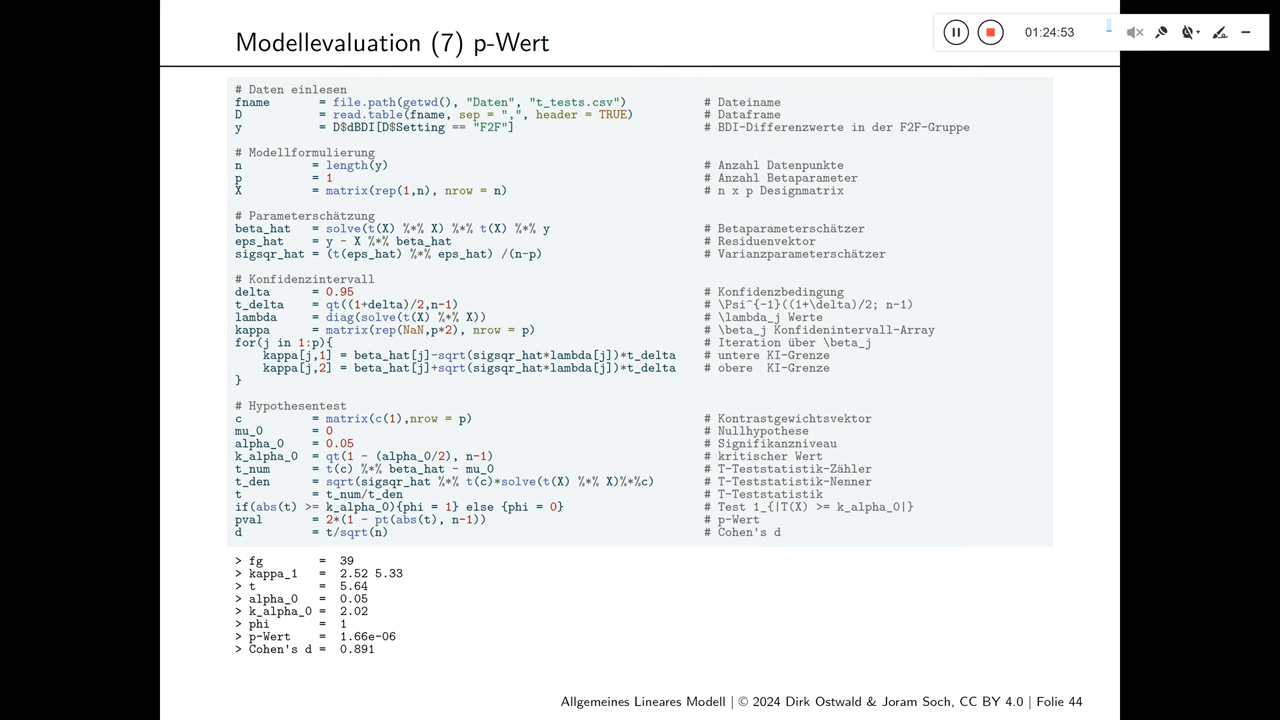 Modellevaluation (7) p-Wert
01:24:53
# Daten einlesen
fname = file.path(getwd(), "Daten", "t_tests.csv") # Dateiname
D = read.table(fname, sep = ",", header = TRUE) # Dataframe
y = D$dBDI[D$Setting == "F2F"] # BDI-Differenzwerte in der F2F-Gruppe
# Modellformulierung
n = length(y) # Anzahl Datenpunkte
p = 1 # Anzahl Betaparameter
X = matrix(rep(1,n), nrow = n) # n x p Designmatrix
# Parameterschätzung
beta_hat = solve(t(X) %*% X) %*% t(X) %*% y # Betaparameterschätzer
eps_hat = y - X %*% beta_hat # Residuenvektor
sigsqr_hat = (t(eps_hat) %*% eps_hat) /(n-p) # Varianzparameterschätzer
# Konfidenzintervall
delta = 0.95 # Konfidenzbedingung
t_delta = qt((1+delta)/2,n-1) # \Psi^{-1}((1+\delta)/2; n-1)
lambda = diag(solve(t(X) %*% X)) # \lambda_j Werte
kappa = matrix(rep(NaN,p*2), nrow = p) # \beta_j Konfidenintervall-Array
for(j in 1:p){ # Iteration über \beta_j
kappa[j,1] = beta_hat[j]-sqrt(sigsqr_hat*lambda[j])*t_delta # untere KI-Grenze
kappa[j,2] = beta_hat[j]+sqrt(sigsqr_hat*lambda[j])*t_delta # obere KI-Grenze
}
# Hypothesentest
c = matrix(c(1),nrow = p) # Kontrastgewichtsvektor
mu_0 = 0 # Nullhypothese
alpha_0 = 0.05 # Signifikanzniveau
k_alpha_0 = qt(1 - (alpha_0/2), n-1) # kritischer Wert
t_num = t(c) %*% beta_hat - mu_0 # T-Teststatistik-Zähler
t_den = sqrt(sigsqr_hat %*% t(c)*solve(t(X) %*% X)%*%c) # T-Teststatistik-Nenner
t = t_num/t_den # T-Teststatistik
if(abs(t) >= k_alpha_0){phi = 1} else {phi = 0} # Test 1_{|T(X) >= k_alpha_0|}
pval = 2*(1 - pt(abs(t), n-1)) # p-Wert
d = t/sqrt(n) # Cohen's d
> fg = 39
> kappa_1 = 2.52 5.33
> t = 5.64
> alpha_0 = 0.05
> k_alpha_0 = 2.02
> phi = 1
> p-Wert = 1.66e-06
> Cohen's d = 0.891
Allgemeines Lineares Modell | © 2024 Dirk Ostwald & Joram Soch, CC BY 4.0 | Folie 44